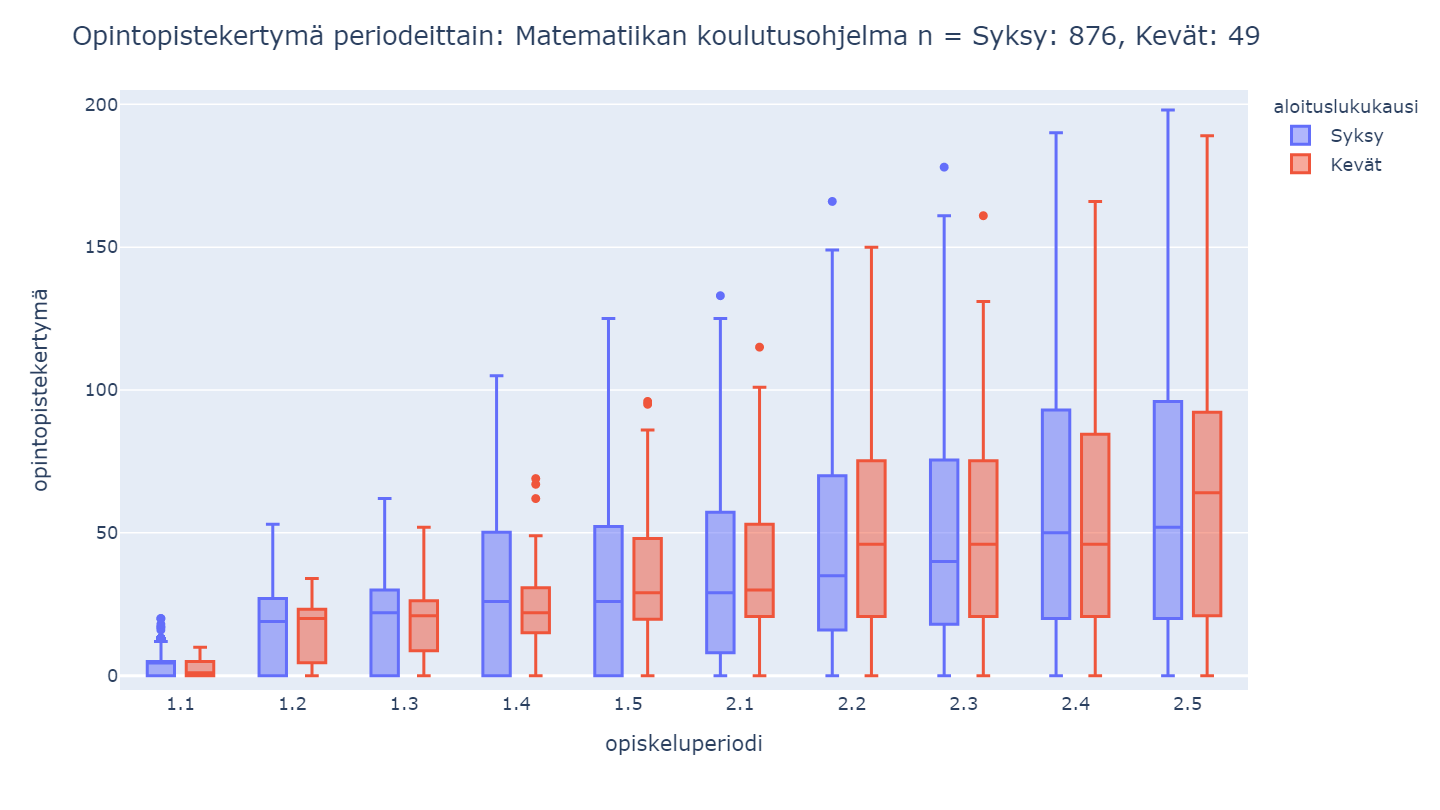 Opintopistekertymä periodeittain: Matematiikan koulutusohjelma n = Syksy: 876, Kevät: 49
aloituslukukausi
Syksy
Kevät
opintopistekertymä
200
150
100
50
0
1.1 1.2 1.3 1.4 1.5 2.1 2.2 2.3 2.4 2.5
opiskeluperiodi